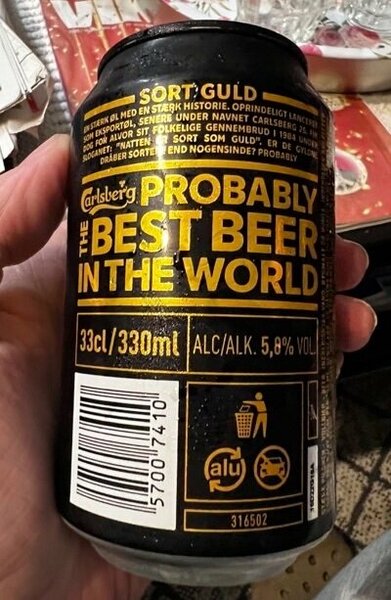 SORT GULD
EN STÆRK ØL MED EN STÆRK HISTORIE. OPRINDELIGT LANCERET
SOM EKSPORTØL, SENERE UNDER NAVNET CARLSBERG 25. FIK
DOG FOR ALVOR SIT FOLKELIGE GENNEMBRUD I 1984 UNDER
SLOGANET: "NATTEN ER SORT SOM GULD". ER DE GYLDNE
DRÅBER SORTE END NOGENSINDE? PROBABLY
Carlsberg PROBABLY
THE BEST BEER
IN THE WORLD
33cl/330ml ALC/ALK. 5,8% VOL.
5700 7410
alu
316502